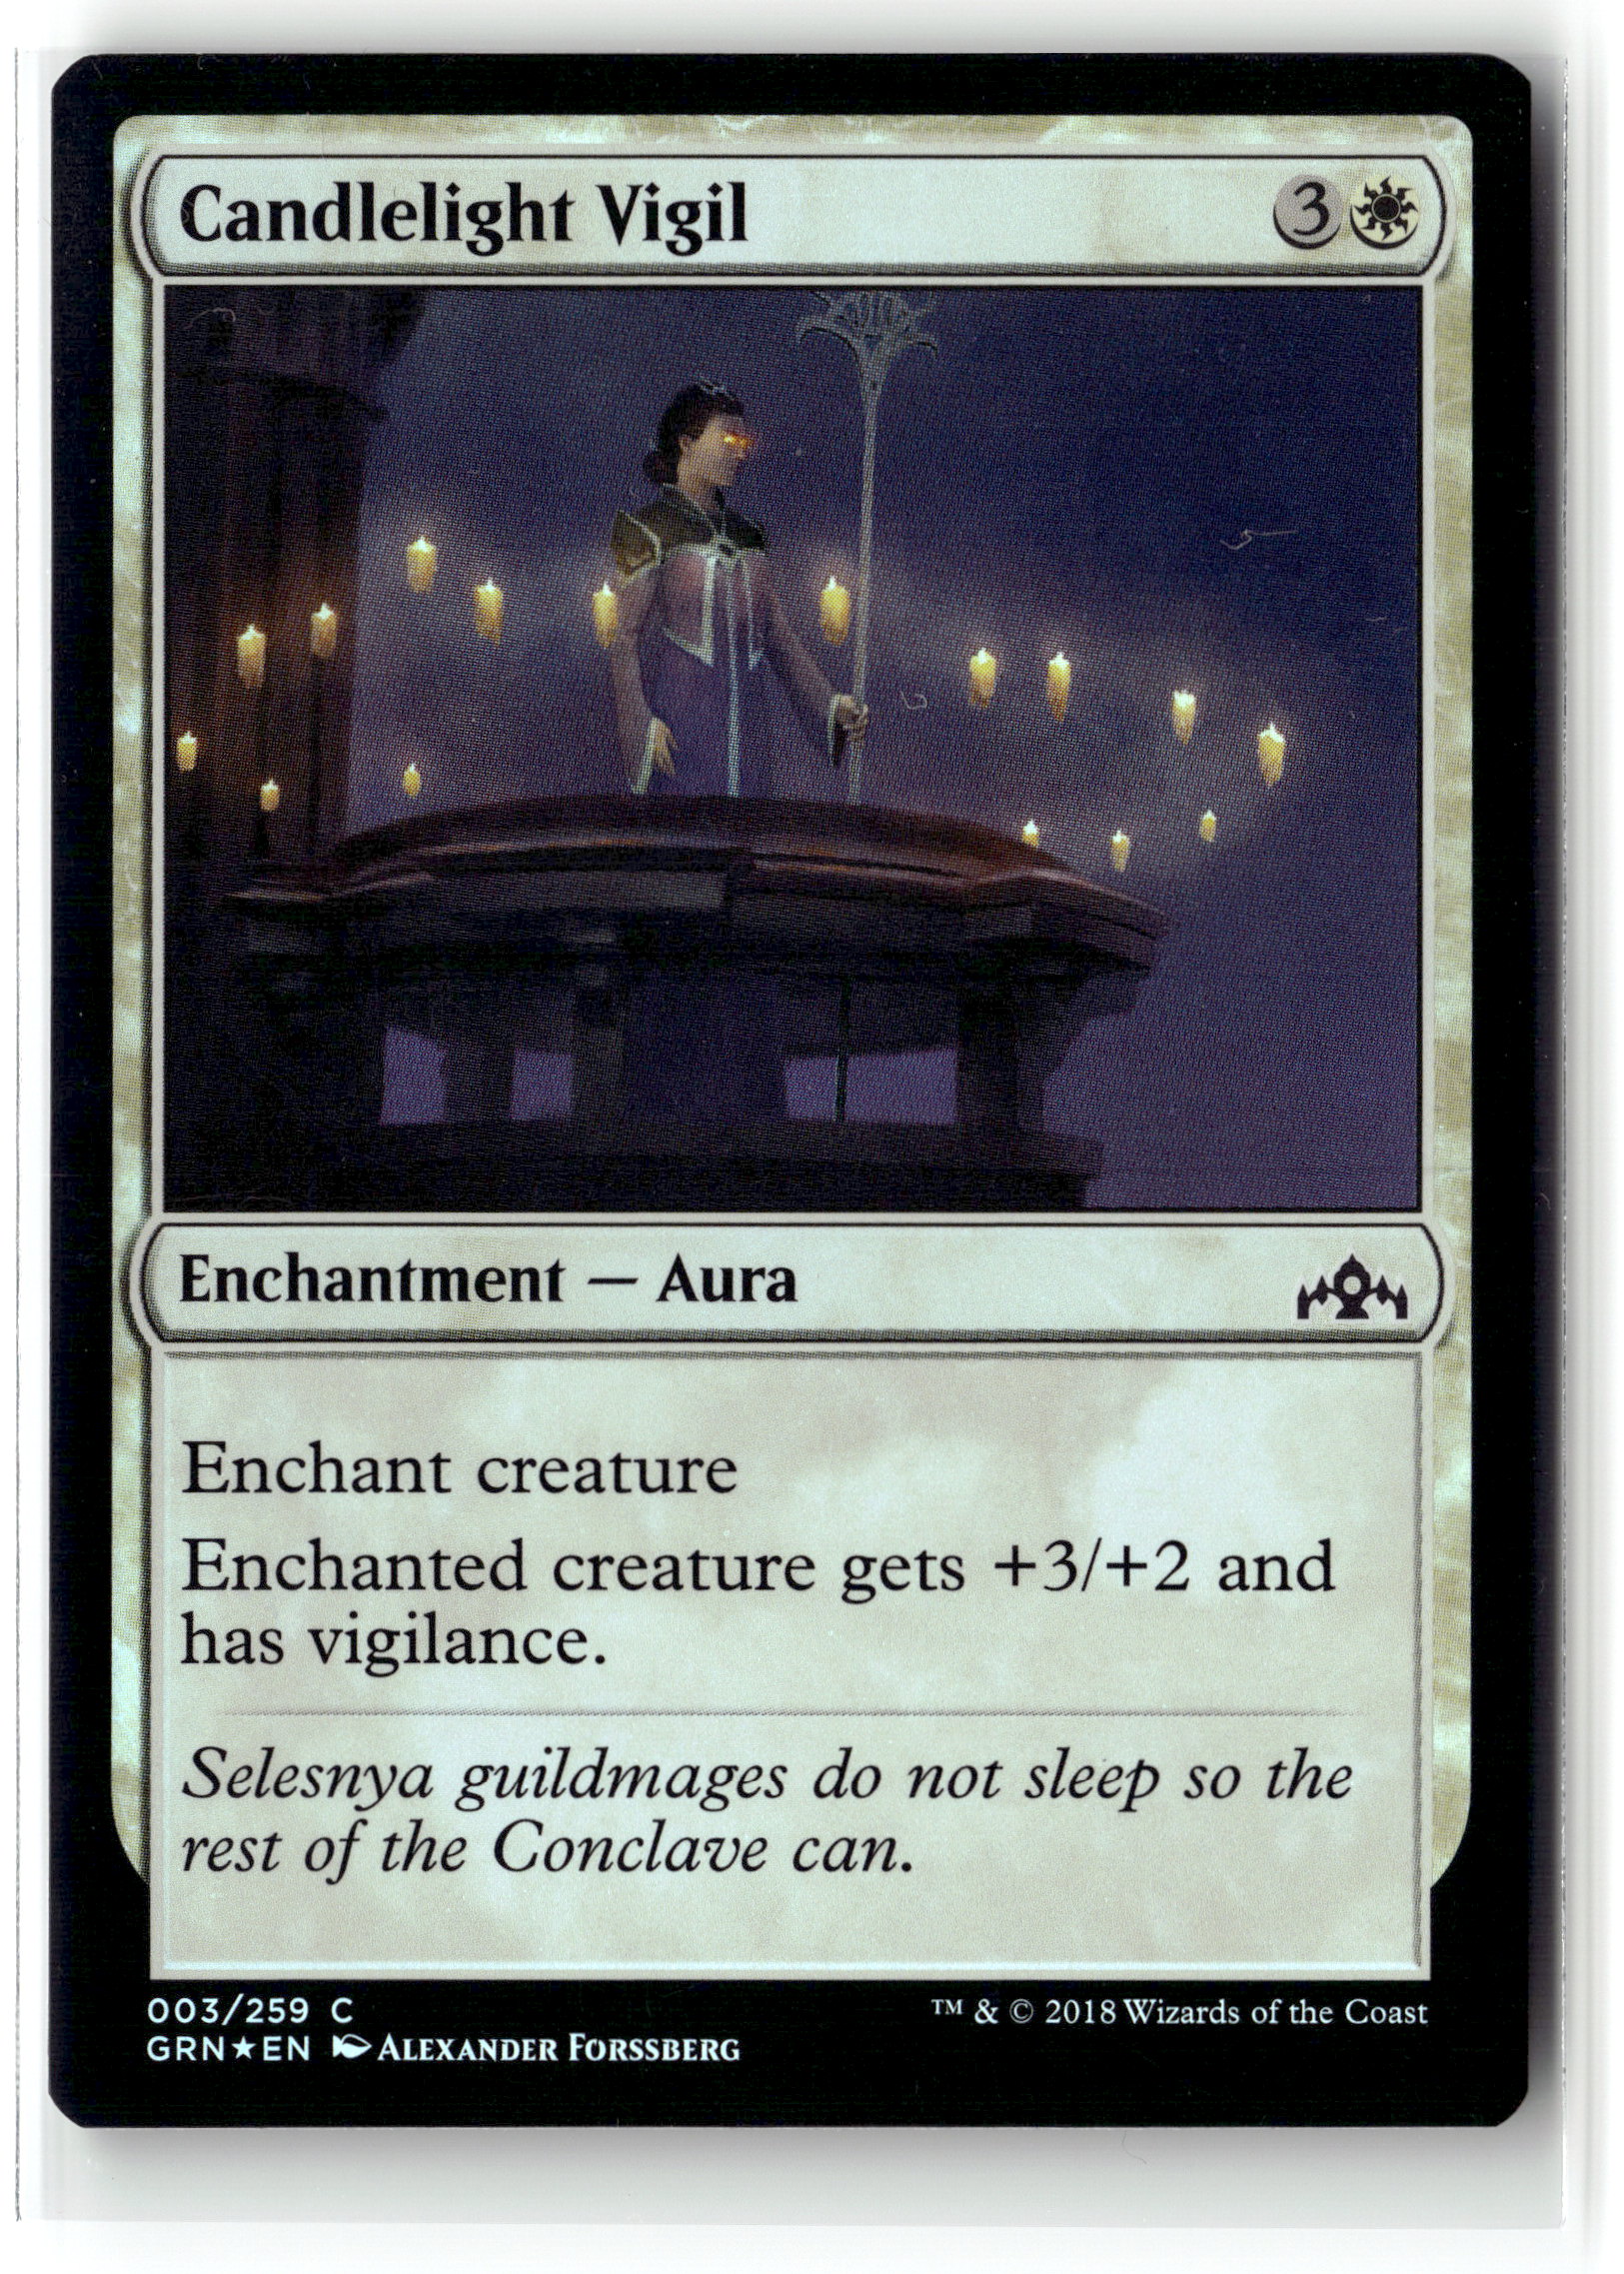 Candlelight Vigil 3
Enchantment — Aura
Enchant creature
Enchanted creature gets +3/+2 and
has vigilance.
Selesnya guildmages do not sleep so the
rest of the Conclave can.
003/259 C
™ & © 2018 Wizards of the Coast
GRN★EN Alexander Forssberg